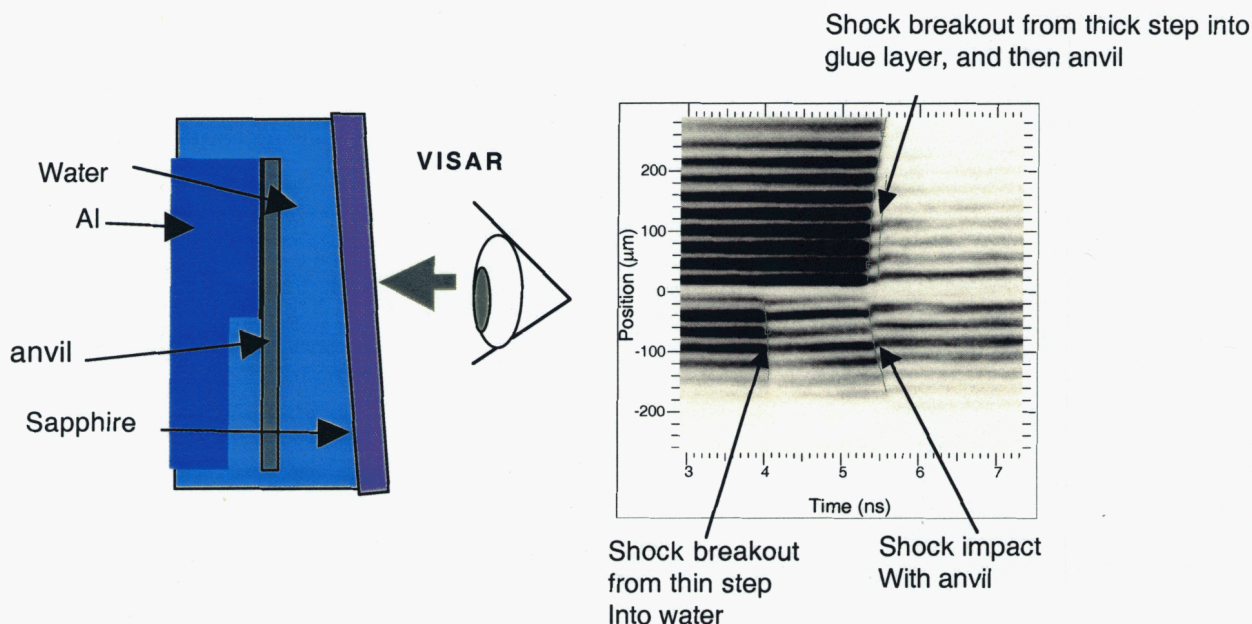 Shock breakout from thick step into
glue layer, and then anvil
Water
Al
anvil
Sapphire
VISAR
Position (µm)
200
100
0
-100
-200
3 4 5 6 7
Time (ns)
Shock breakout
from thin step
Into water
Shock impact
With anvil